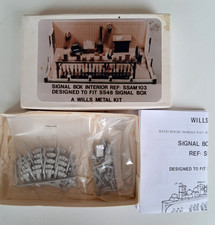 SIGNAL BOX INTERIOR REF: SSAM103
DESIGNED TO FIT SS48 SIGNAL BOX
A WILLS METAL KIT
WILLS
SIGNAL BO
REF: S
DESIGNED TO FIT